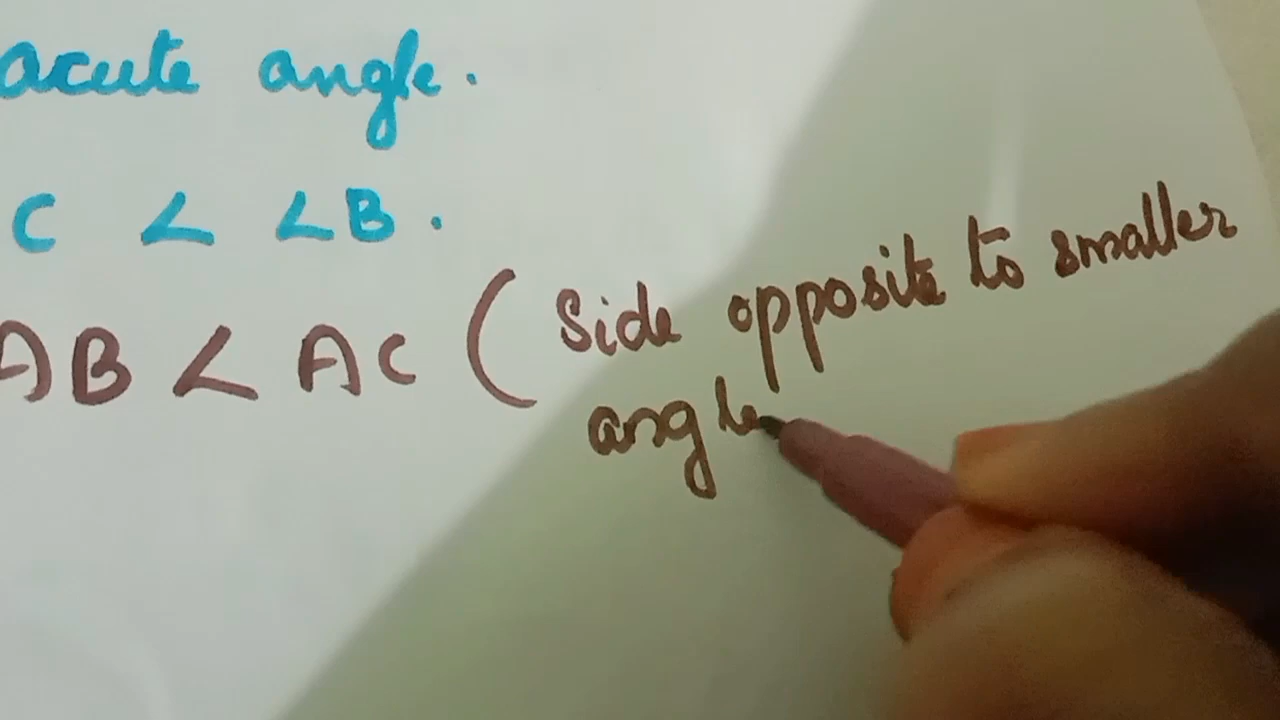 acute angle.
C < ∠B.
AB < AC ( Side opposite to smaller
angle